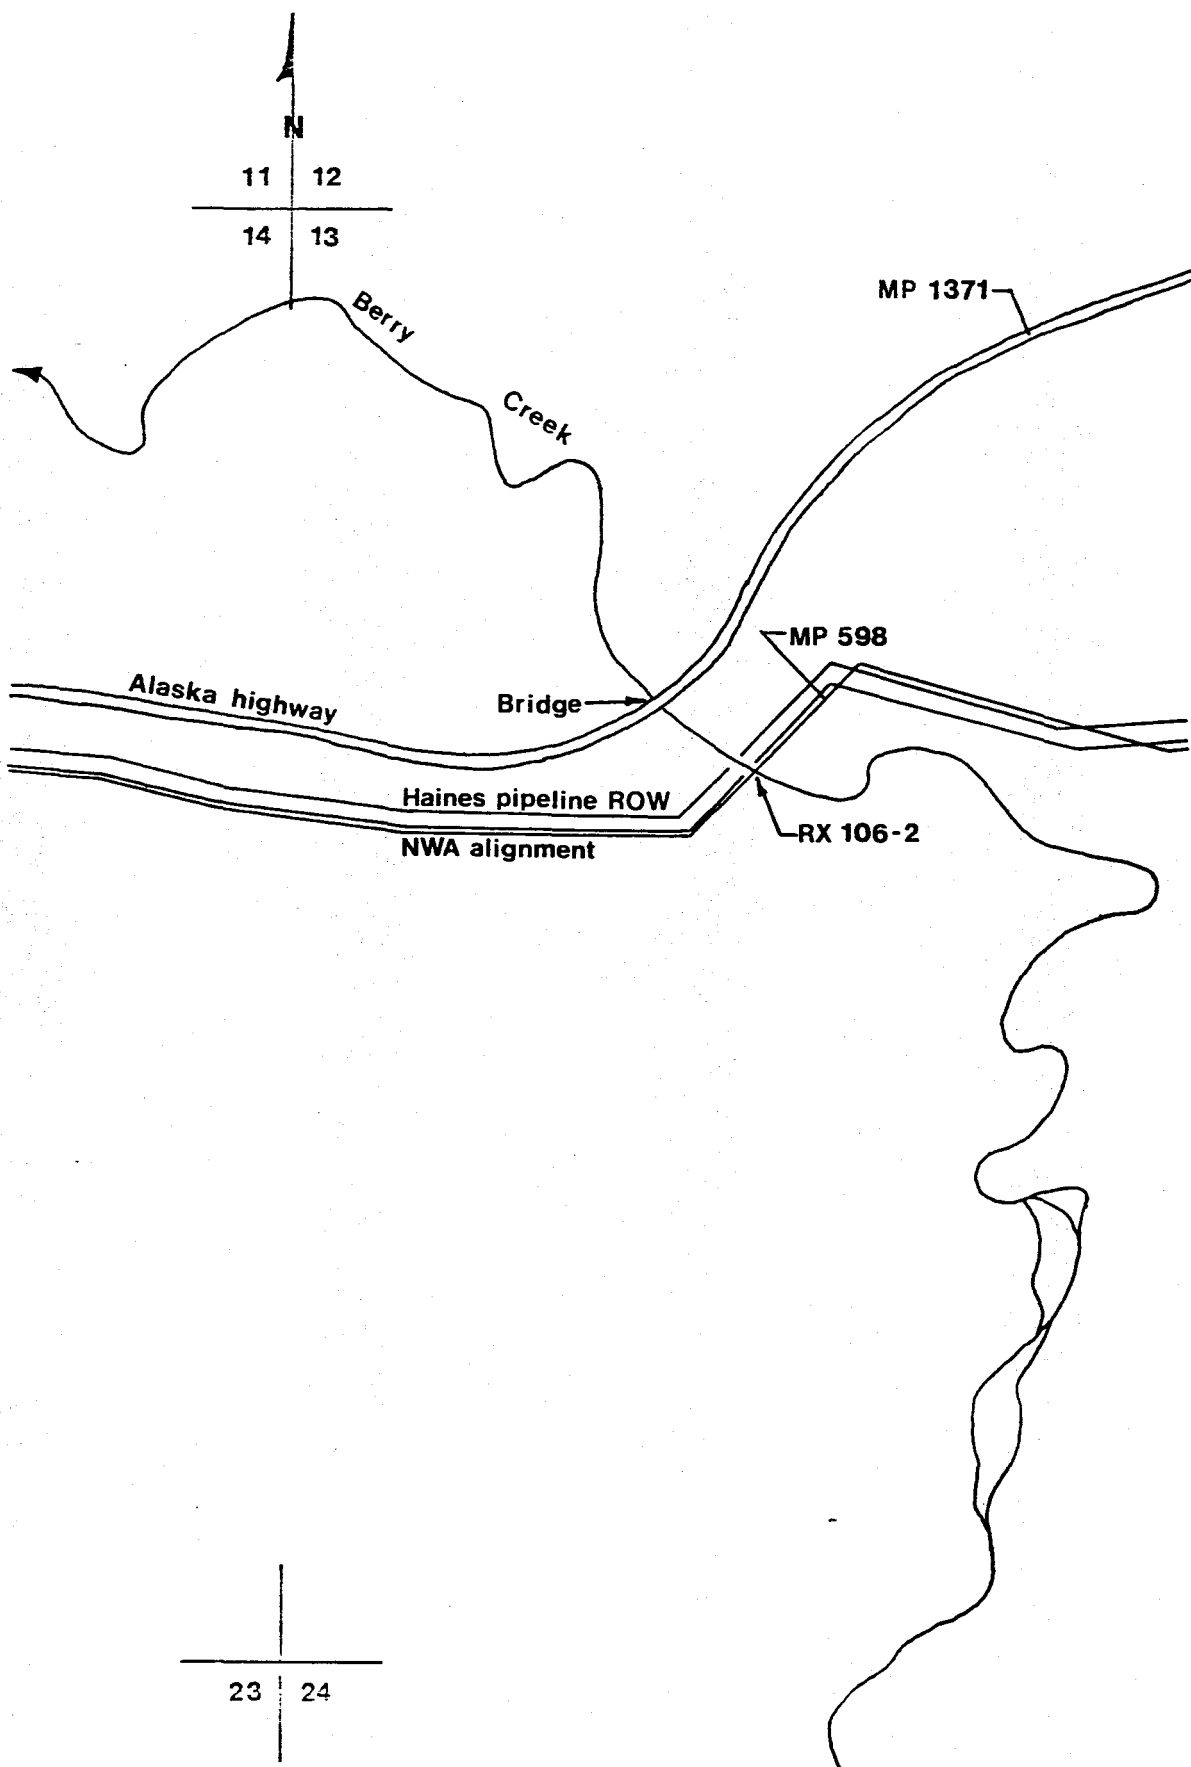 N
11 12
14 13
Berry Creek
MP 1371
MP 598
Alaska highway
Bridge
Haines pipeline ROW
RX 106-2
NWA alignment
23 24